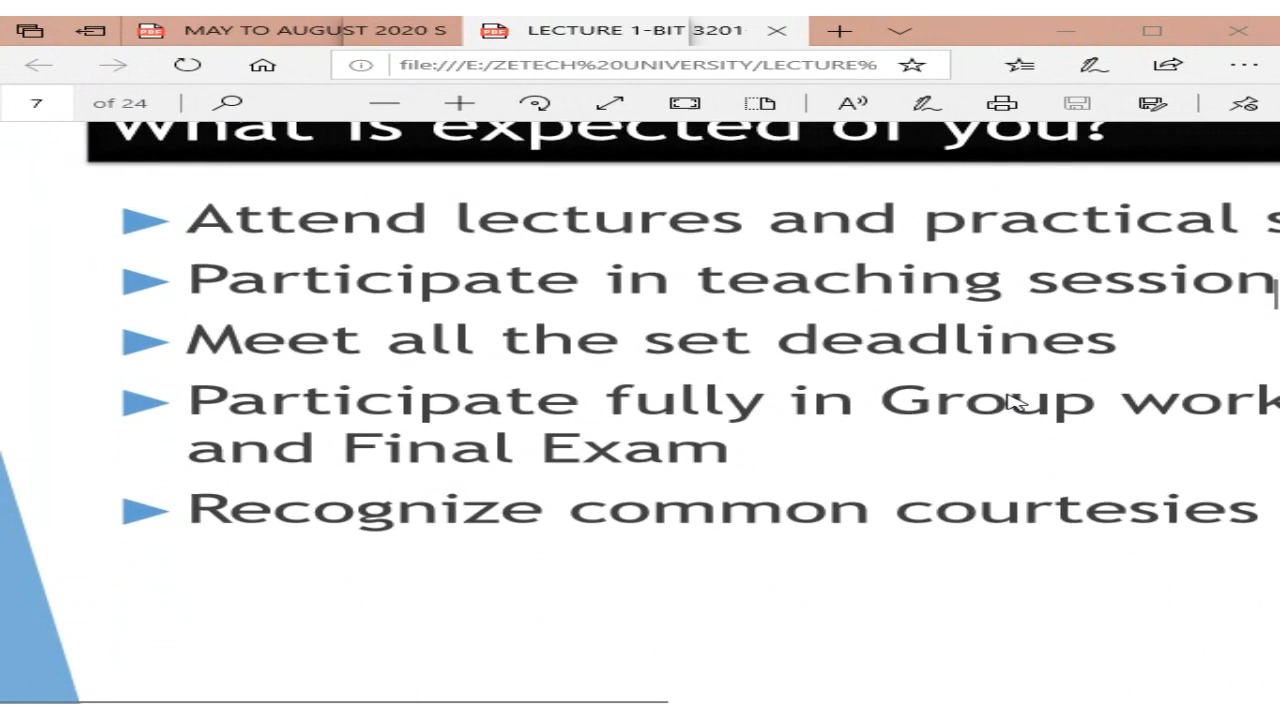 MAY TO AUGUST 2020 S
LECTURE 1-BIT 3201
file:///E:/ZETECH%20UNIVERSITY/LECTURE%
7 of 24
What is expected of you?
Attend lectures and practical s
Participate in teaching session
Meet all the set deadlines
Participate fully in Group work
and Final Exam
Recognize common courtesies